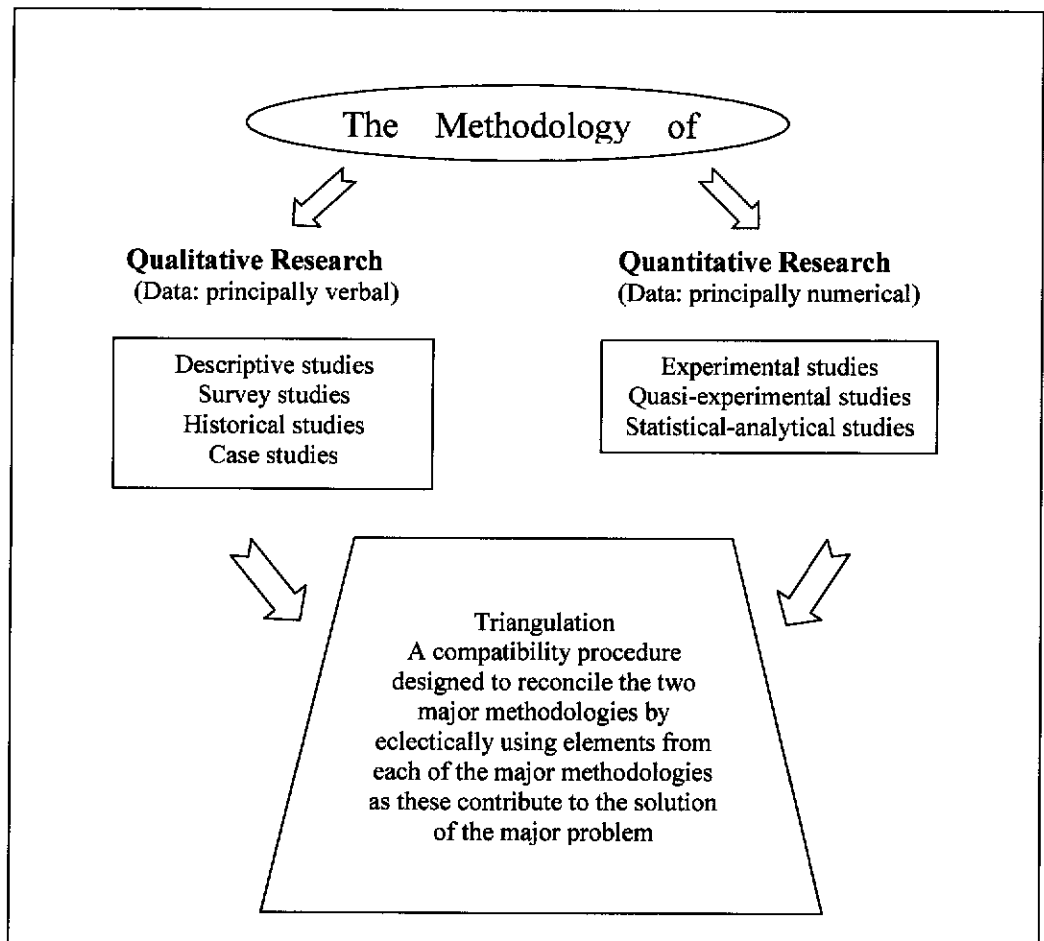 The Methodology of
Qualitative Research
(Data: principally verbal)
Descriptive studies
Survey studies
Historical studies
Case studies
Quantitative Research
(Data: principally numerical)
Experimental studies
Quasi-experimental studies
Statistical-analytical studies
Triangulation
A compatibility procedure
designed to reconcile the two
major methodologies by
eclectically using elements from
each of the major methodologies
as these contribute to the solution
of the major problem